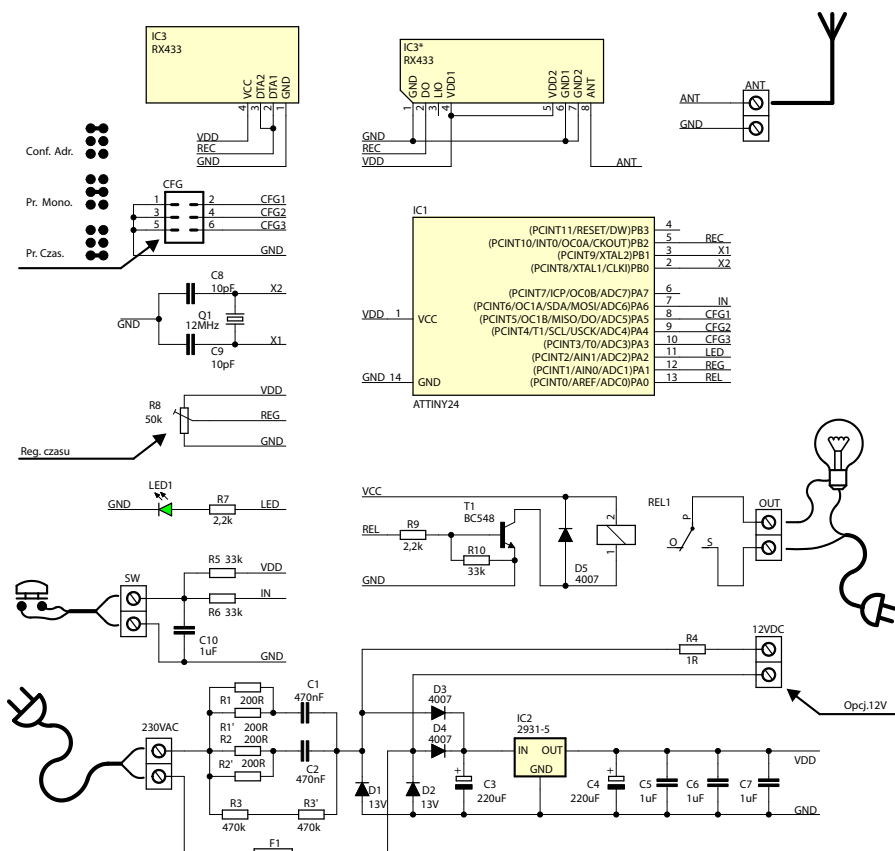 IC3
RX433
VCC
DTA2
DTA1
GND
4
3
2
1
VDD
REC
GND
IC3*
RX433
GND
DO
LIO
VDD1
VDD2
GND1
GND2
ANT
1
2
3
4
5
6
7
8
GND
REC
VDD
ANT
ANT
ANT
GND
Conf. Adr.
Pr. Mono.
Pr. Czas.
CFG
1
2
CFG1
3
4
CFG2
5
6
CFG3
GND
IC1
(PCINT11/RESET/DW)PB3
4
(PCINT10/INT0/OC0A/CKOUT)PB2
5
REC
(PCINT9/XTAL2)PB1
3
X1
(PCINT8/XTAL1/CLKI)PB0
2
X2
(PCINT7/ICP/OC0B/ADC7)PA7
6
(PCINT6/OC1A/SDA/MOSI/ADC6)PA6
7
IN
VDD
1
VCC
(PCINT5/OC1B/MISO/DO/ADC5)PA5
8
CFG1
(PCINT4/T1/SCL/USCK/ADC4)PA4
9
CFG2
(PCINT3/T0/ADC3)PA3
10
CFG3
(PCINT2/AIN1/ADC2)PA2
11
LED
(PCINT1/AIN0/ADC1)PA1
12
REG
GND
14
GND
(PCINT0/AREF/ADC0)PA0
13
REL
ATTINY24
C8
10pF
X2
Q1
12MHz
GND
X1
C9
10pF
VDD
R8
50k
REG
GND
Reg. czasu
LED1
GND
R7
2,2k
LED
VCC
T1
BC548
REL
R9
2,2k
R10
33k
GND
D5
4007
2
1
REL1
P
O
S
OUT
SW
R5 33k
VDD
IN
R6 33k
C10
1uF
GND
12VDC
R4
1R
Opcj.12V
230VAC
R1 200R
R1' 200R
R2 200R
R2' 200R
C1
470nF
C2
470nF
R3
470k
R3'
470k
F1
D3
4007
D4
4007
D1
13V
D2
13V
+
C3
220uF
IC2
2931-5
IN OUT
GND
+
C4
220uF
C5
1uF
C6
1uF
C7
1uF
VDD
GND